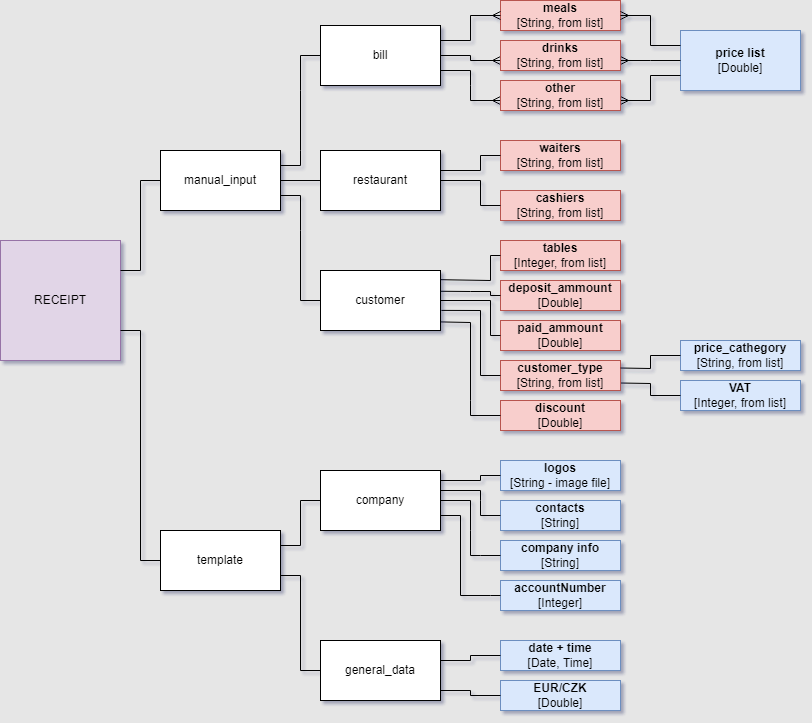 meals
[String, from list]
drinks
[String, from list]
other
[String, from list]
price list
[Double]
bill
manual_input
restaurant
waiters
[String, from list]
cashiers
[String, from list]
RECEIPT
customer
tables
[Integer, from list]
deposit_ammount
[Double]
paid_ammount
[Double]
customer_type
[String, from list]
discount
[Double]
price_cathegory
[String, from list]
VAT
[Integer, from list]
template
company
logos
[String - image file]
contacts
[String]
company info
[String]
accountNumber
[Integer]
general_data
date + time
[Date, Time]
EUR/CZK
[Double]